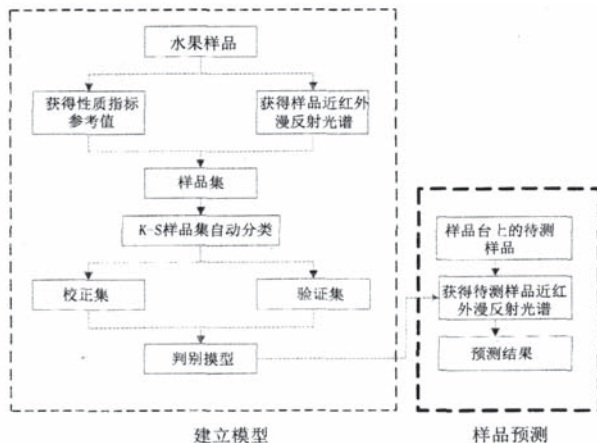 水果样品
获得性质指标
参考值
获得样品近红外
漫反射光谱
样品集
K-S样品集自动分类
校正集
验证集
判别摸型
建立模型
样品台上的待测
样品
获得待测样品近红
外漫反射光谱
预测结果
样品预测